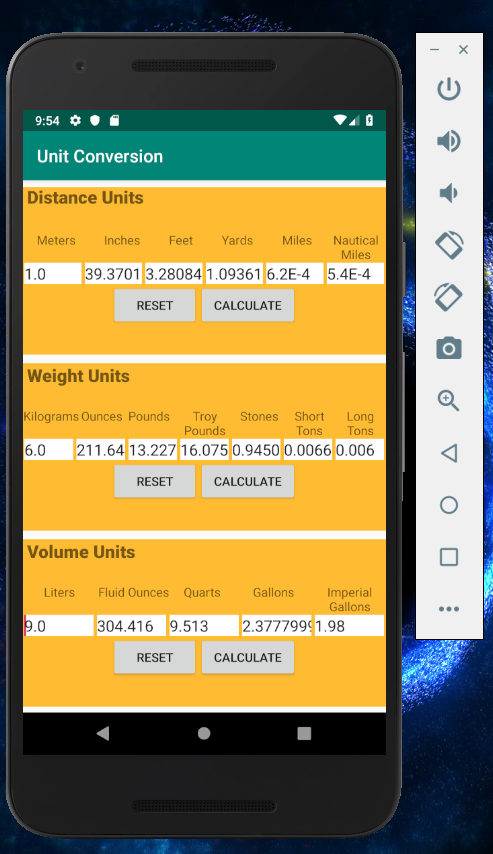 9:54
Unit Conversion
Distance Units
Meters Inches Feet Yards Miles Nautical Miles
1.0 39.3701 3.28084 1.09361 6.2E-4 5.4E-4
RESET CALCULATE
Weight Units
Kilograms Ounces Pounds Troy Pounds Stones Short Tons Long Tons
6.0 211.64 13.227 16.075 0.9450 0.0066 0.006
RESET CALCULATE
Volume Units
Liters Fluid Ounces Quarts Gallons Imperial Gallons
9.0 304.416 9.513 2.3777999 1.98
RESET CALCULATE